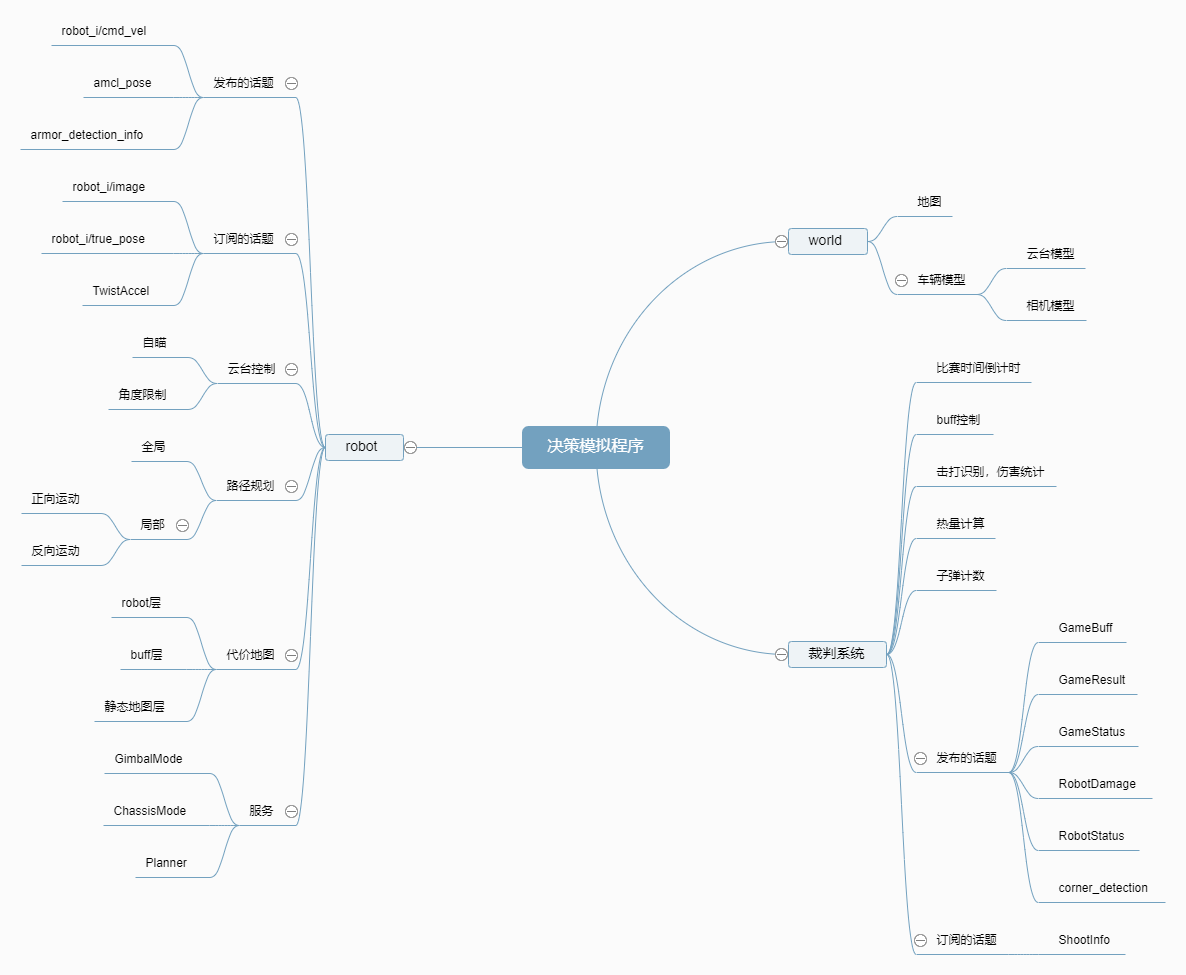 决策模拟程序
robot
发布的话题
robot_i/cmd_vel
amcl_pose
armor_detection_info
订阅的话题
robot_i/image
robot_i/true_pose
TwistAccel
云台控制
自瞄
角度限制
路径规划
全局
局部
正向运动
反向运动
代价地图
robot层
buff层
静态地图层
服务
GimbalMode
ChassisMode
Planner
world
地图
车辆模型
云台模型
相机模型
裁判系统
比赛时间倒计时
buff控制
击打识别，伤害统计
热量计算
子弹计数
发布的话题
GameBuff
GameResult
GameStatus
RobotDamage
RobotStatus
corner_detection
订阅的话题
ShootInfo